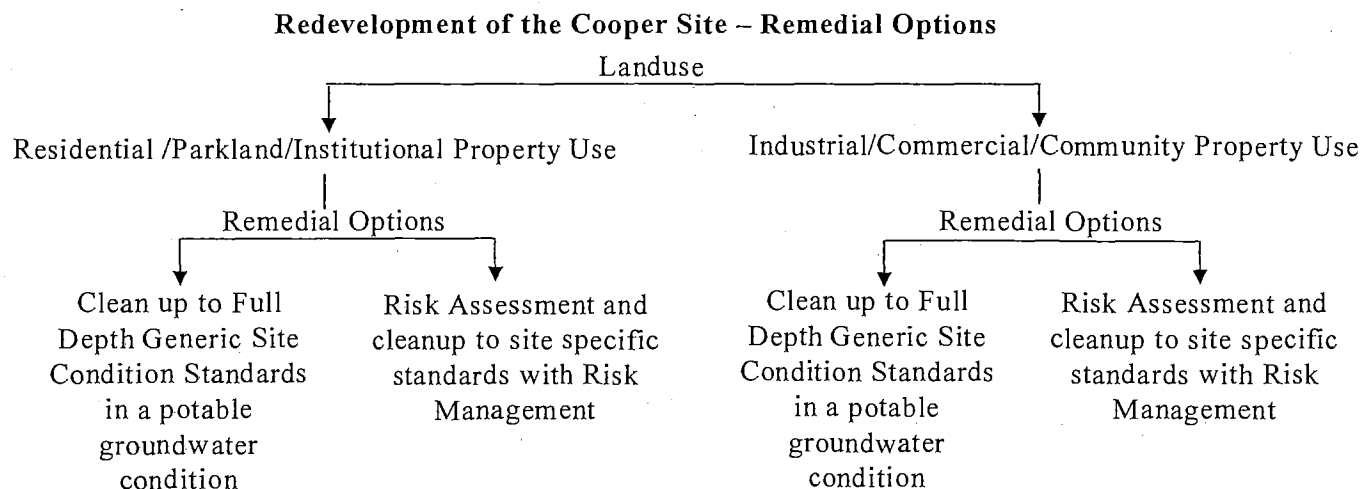 Redevelopment of the Cooper Site – Remedial Options
Landuse
Residential /Parkland/Institutional Property Use
Industrial/Commercial/Community Property Use
Remedial Options
Remedial Options
Clean up to Full
Depth Generic Site
Condition Standards
in a potable
groundwater
condition
Risk Assessment and
cleanup to site specific
standards with Risk
Management
Clean up to Full
Depth Generic Site
Condition Standards
in a potable
groundwater
condition
Risk Assessment and
cleanup to site specific
standards with Risk
Management